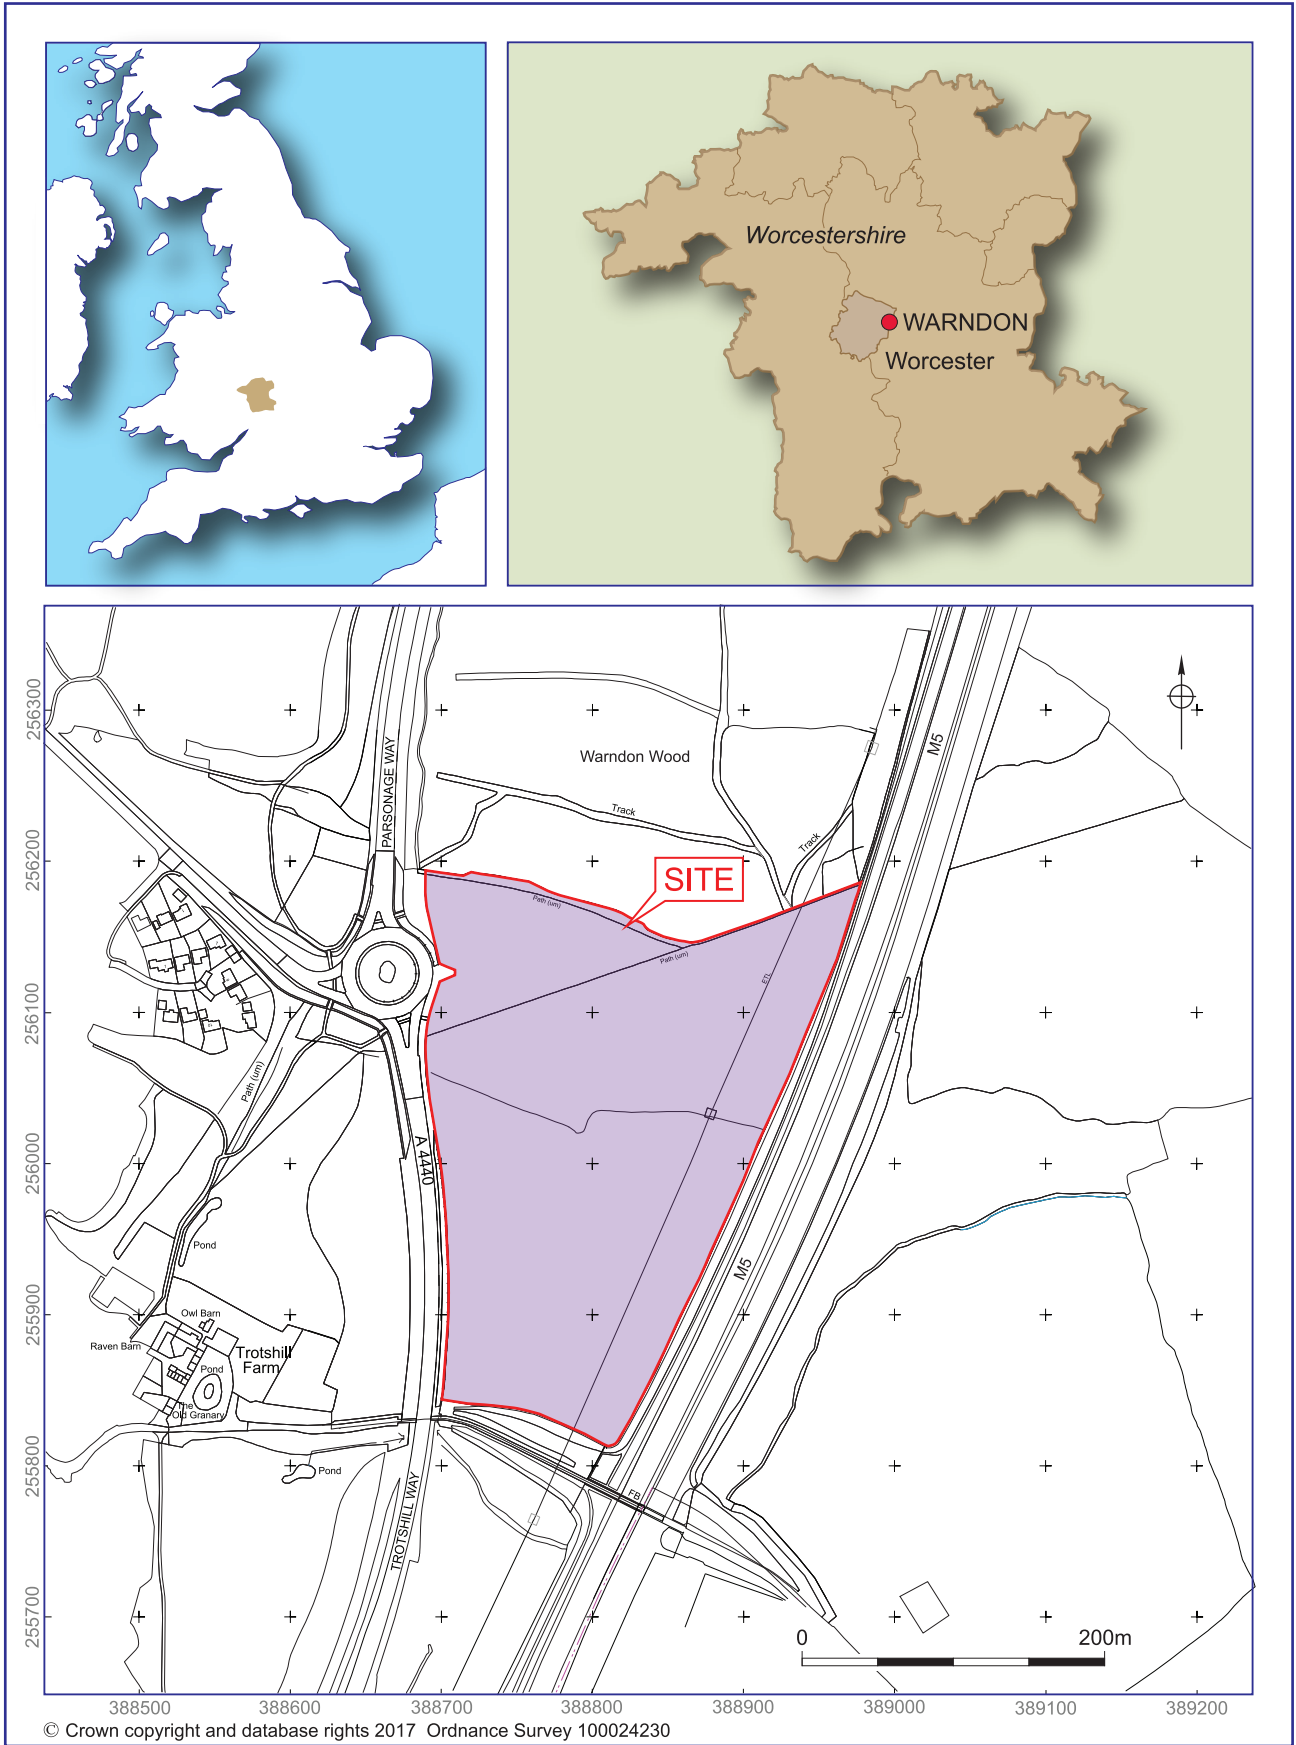 Worcestershire
WARNDON
Worcester
256300
256200
256100
256000
255900
255800
255700
PARSONAGE WAY
Warndon Wood
M5
Track
Track
SITE
Path (um)
Path (um)
ETL
Path (um)
A 4440
M5
Pond
Owl Barn
Raven Barn
Trotshill
Farm
Pond
The
Old Granary
Pond
TROTSHILL WAY
FB
0
200m
388500
388600
388700
388800
388900
389000
389100
389200
© Crown copyright and database rights 2017 Ordnance Survey 100024230